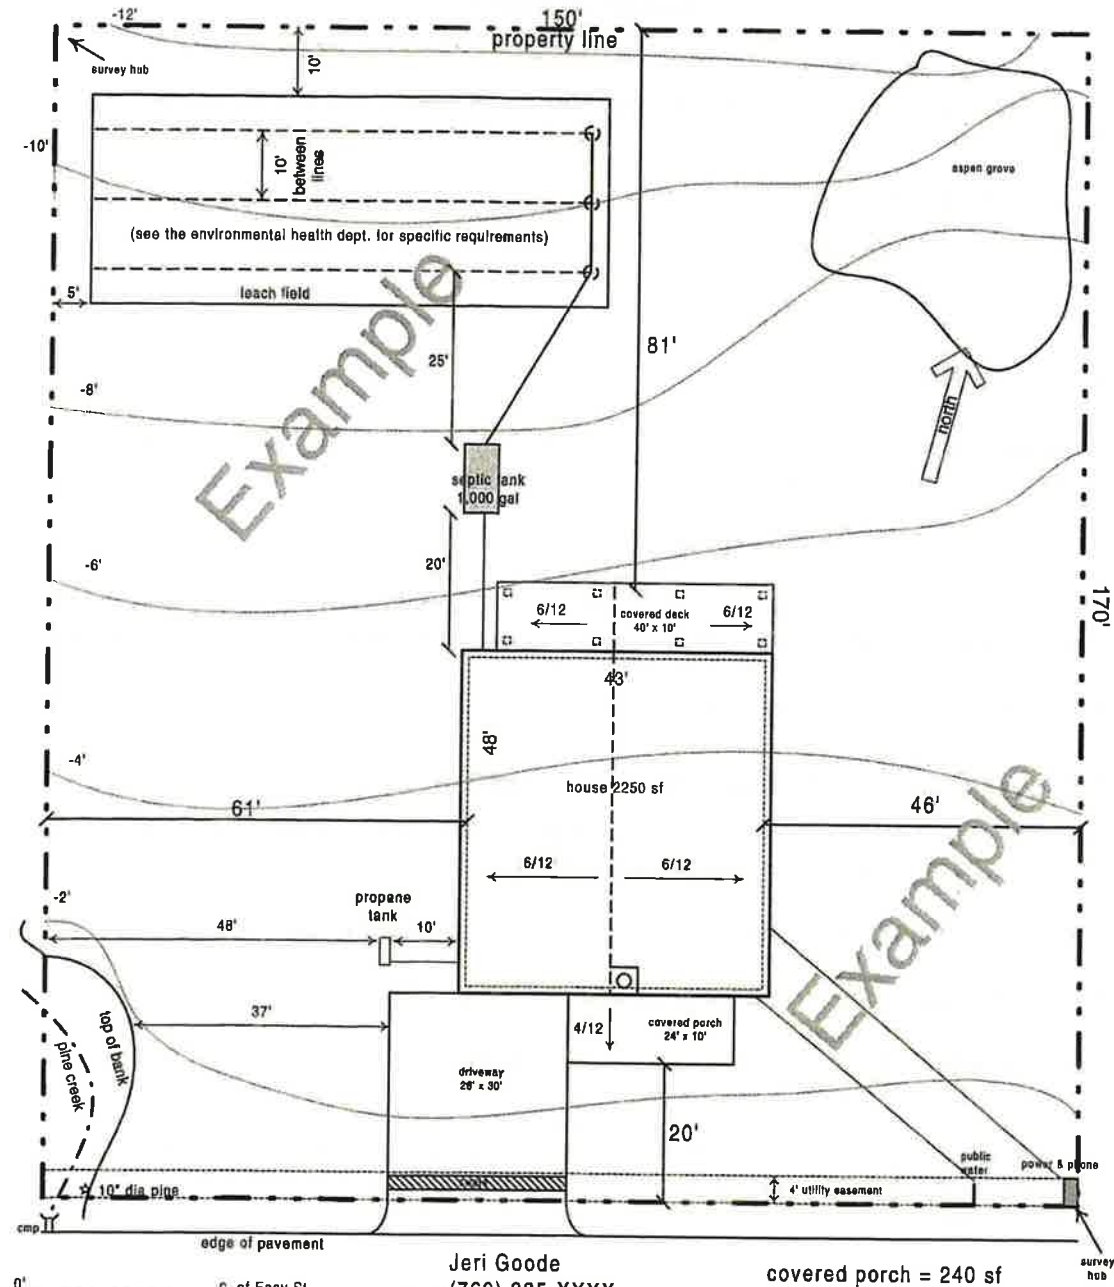 -12'
150'
property line
survey hub
10'
-10'
10'
between
lines
aspen grove
(see the environmental health dept. for specific requirements)
5'
leach field
Example
25'
81'
-8'
north
septic tank
1,000 gal
20'
-6'
170'
6/12
covered deck
40' x 10'
6/12
43'
48'
-4'
house 2250 sf
61'
46'
Example
6/12
6/12
-2'
propane
tank
48'
10'
37'
top of bank
pine creek
4/12
covered porch
24' x 10'
driveway
26' x 30'
20'
public
water
power & phone
10" dia pine
4' utility easement
cmp
edge of pavement
survey
hub
0'
of Easy St.
Jeri Goode
covered porch = 240 sf